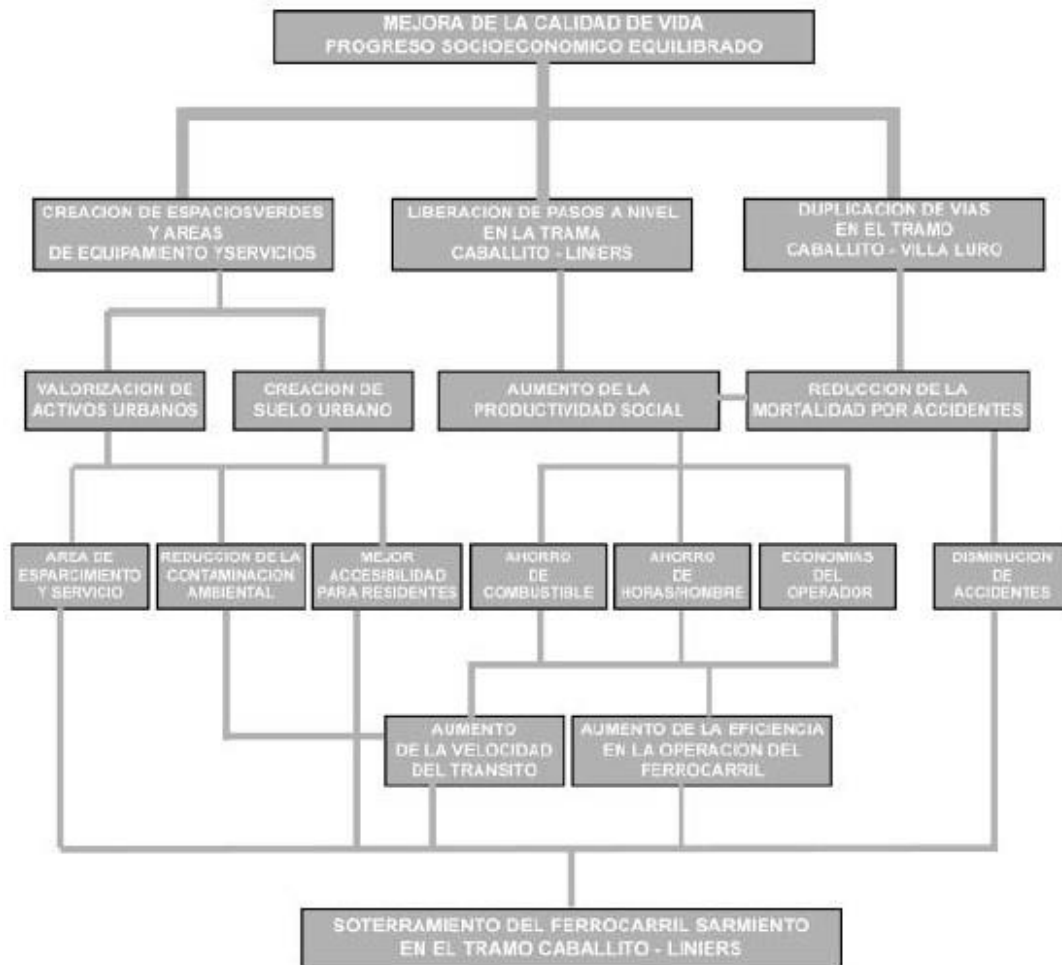 MEJORA DE LA CALIDAD DE VIDA
PROGRESO SOCIOECONOMICO EQUILIBRADO
CREACION DE ESPACIOSVERDES
Y AREAS
DE EQUIPAMIENTO YSERVICIOS
LIBERACION DE PASOS A NIVEL
EN LA TRAMA
CABALLITO - LINIERS
DUPLICACION DE VIAS
EN EL TRAMO
CABALLITO - VILLA LURO
VALORIZACION DE
ACTIVOS URBANOS
CREACION DE
SUELO URBANO
AUMENTO DE LA
PRODUCTIVIDAD SOCIAL
REDUCCION DE LA
MORTALIDAD POR ACCIDENTES
AREA DE
ESPARCIMIENTO
Y SERVICIO
REDUCCION DE LA
CONTAMINACION
AMBIENTAL
MEJOR
ACCESIBILIDAD
PARA RESIDENTES
AHORRO
DE
COMBUSTIBLE
AHORRO
DE
HORAS/HOMBRE
ECONOMIAS
DEL
OPERADOR
DISMINUCION
DE
ACCIDENTES
AUMENTO
DE LA VELOCIDAD
DEL TRANSITO
AUMENTO DE LA EFICIENCIA
EN LA OPERACION DEL
FERROCARRIL
SOTERRAMIENTO DEL FERROCARRIL SARMIENTO
EN EL TRAMO CABALLITO - LINIERS